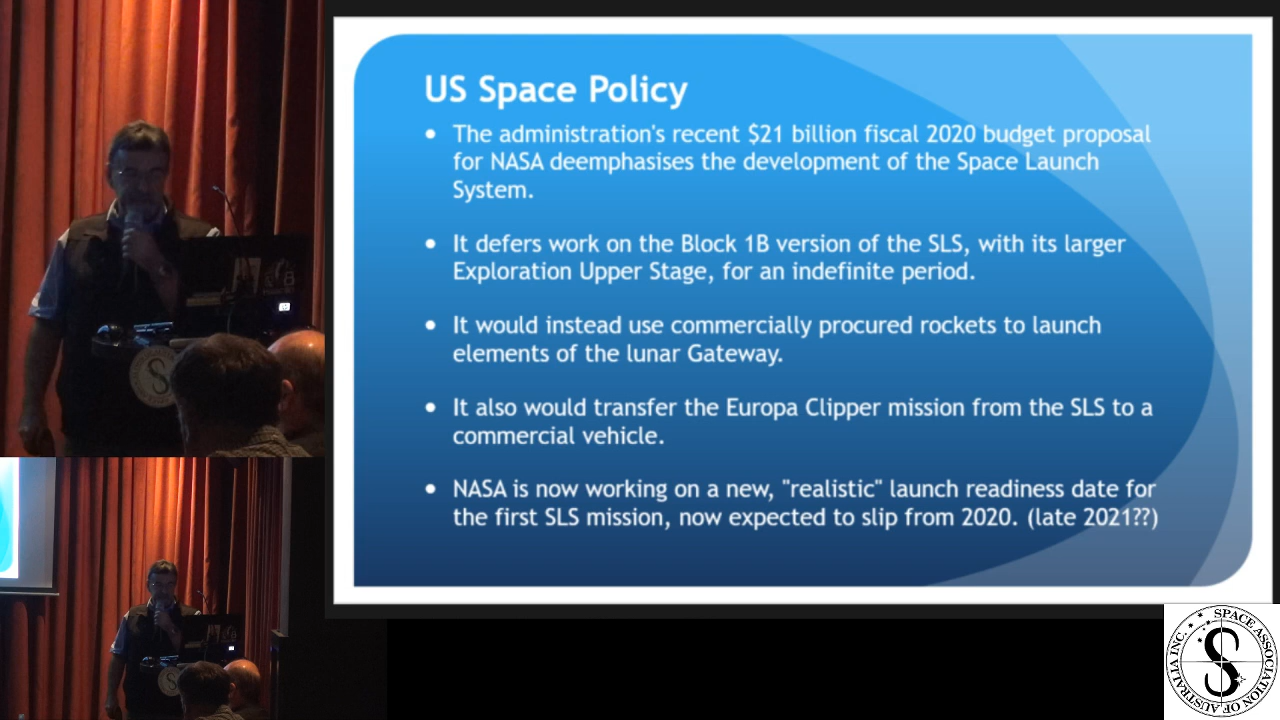 US Space Policy
• The administration's recent $21 billion fiscal 2020 budget proposal
for NASA deemphasises the development of the Space Launch
System.
• It defers work on the Block 1B version of the SLS, with its larger
Exploration Upper Stage, for an indefinite period.
• It would instead use commercially procured rockets to launch
elements of the lunar Gateway.
• It also would transfer the Europa Clipper mission from the SLS to a
commercial vehicle.
• NASA is now working on a new, "realistic" launch readiness date for
the first SLS mission, now expected to slip from 2020. (late 2021??)
SPACE ASSOCIATION OF AUSTRALIA INC.
S